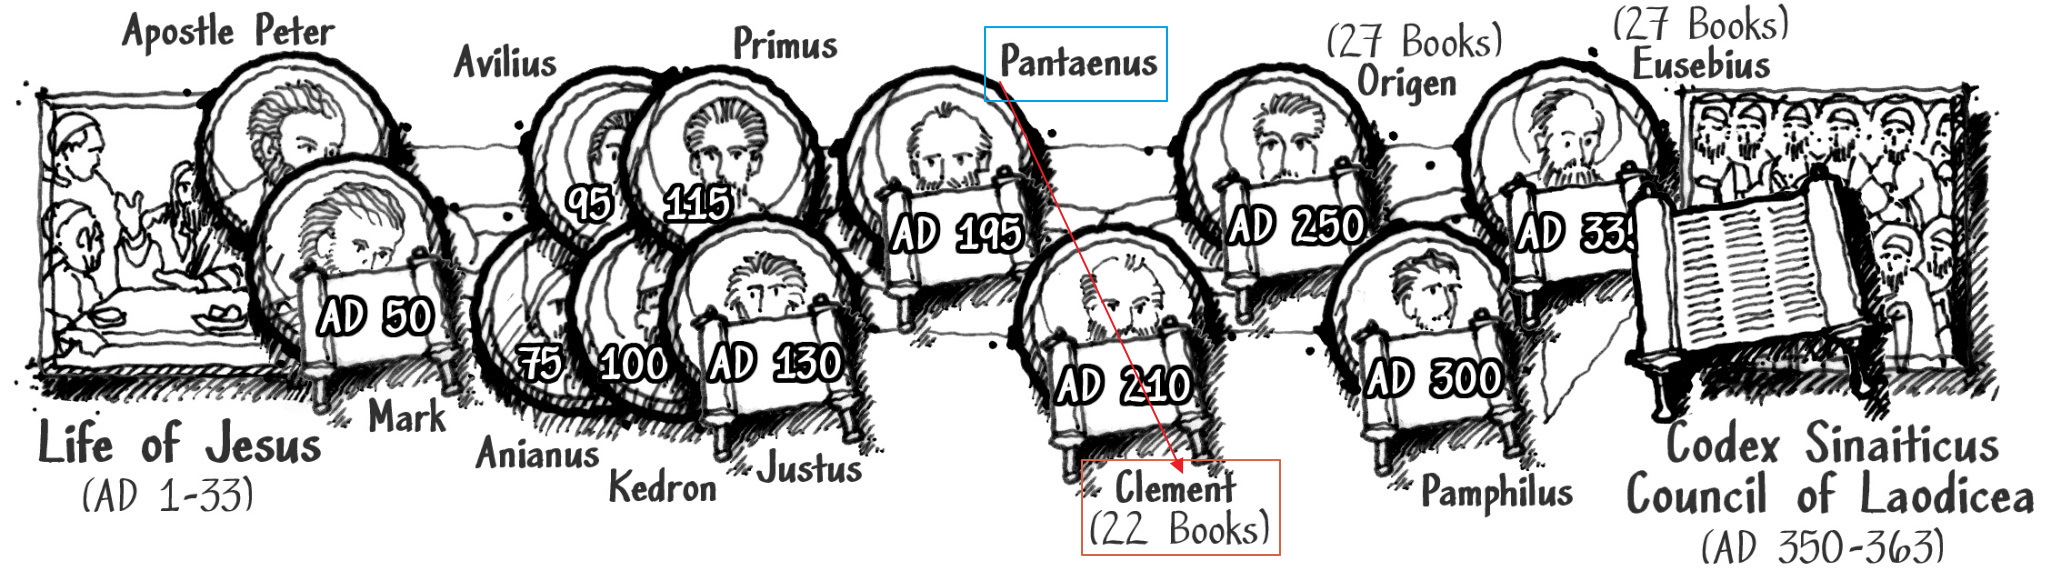 Apostle Peter
Avilius
Primus
Pantaenus
(27 Books)
Origen
(27 Books)
Eusebius
95
115
AD 195
AD 250
AD 335
AD 50
75
100
AD 130
AD 210
AD 300
Mark
Life of Jesus
(AD 1-33)
Anianus
Kedron
Justus
Clement
(22 Books)
Pamphilus
Codex Sinaiticus
Council of Laodicea
(AD 350-363)